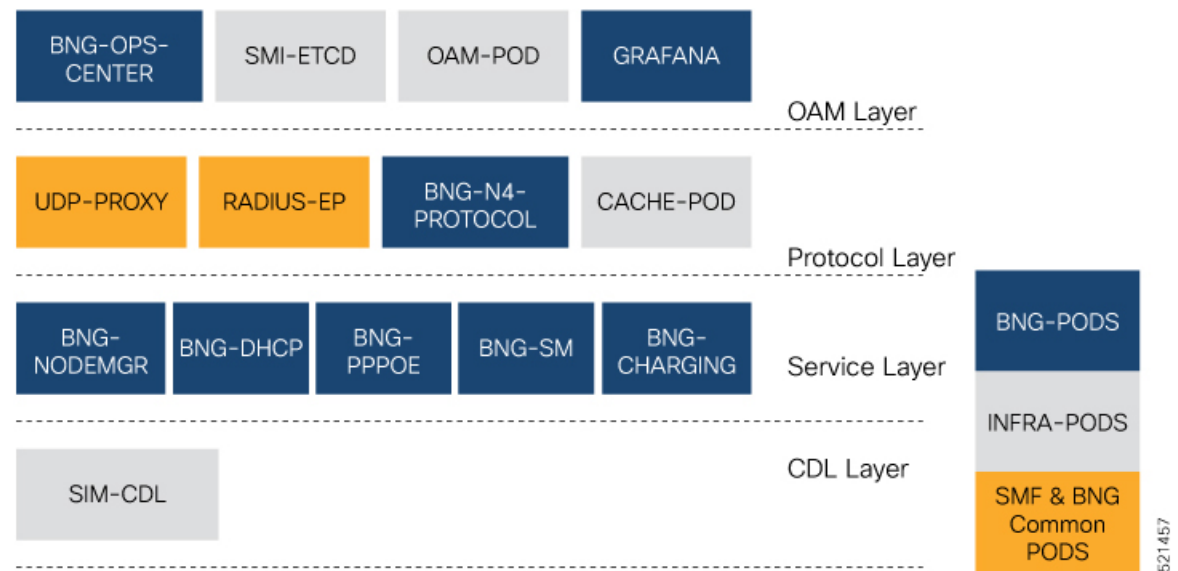 BNG-OPS-
CENTER
SMI-ETCD
OAM-POD
GRAFANA
OAM Layer
UDP-PROXY
RADIUS-EP
BNG-N4-
PROTOCOL
CACHE-POD
Protocol Layer
BNG-
NODEMGR
BNG-DHCP
BNG-
PPPOE
BNG-SM
BNG-
CHARGING
Service Layer
SIM-CDL
CDL Layer
BNG-PODS
INFRA-PODS
SMF & BNG
Common
PODS
521457